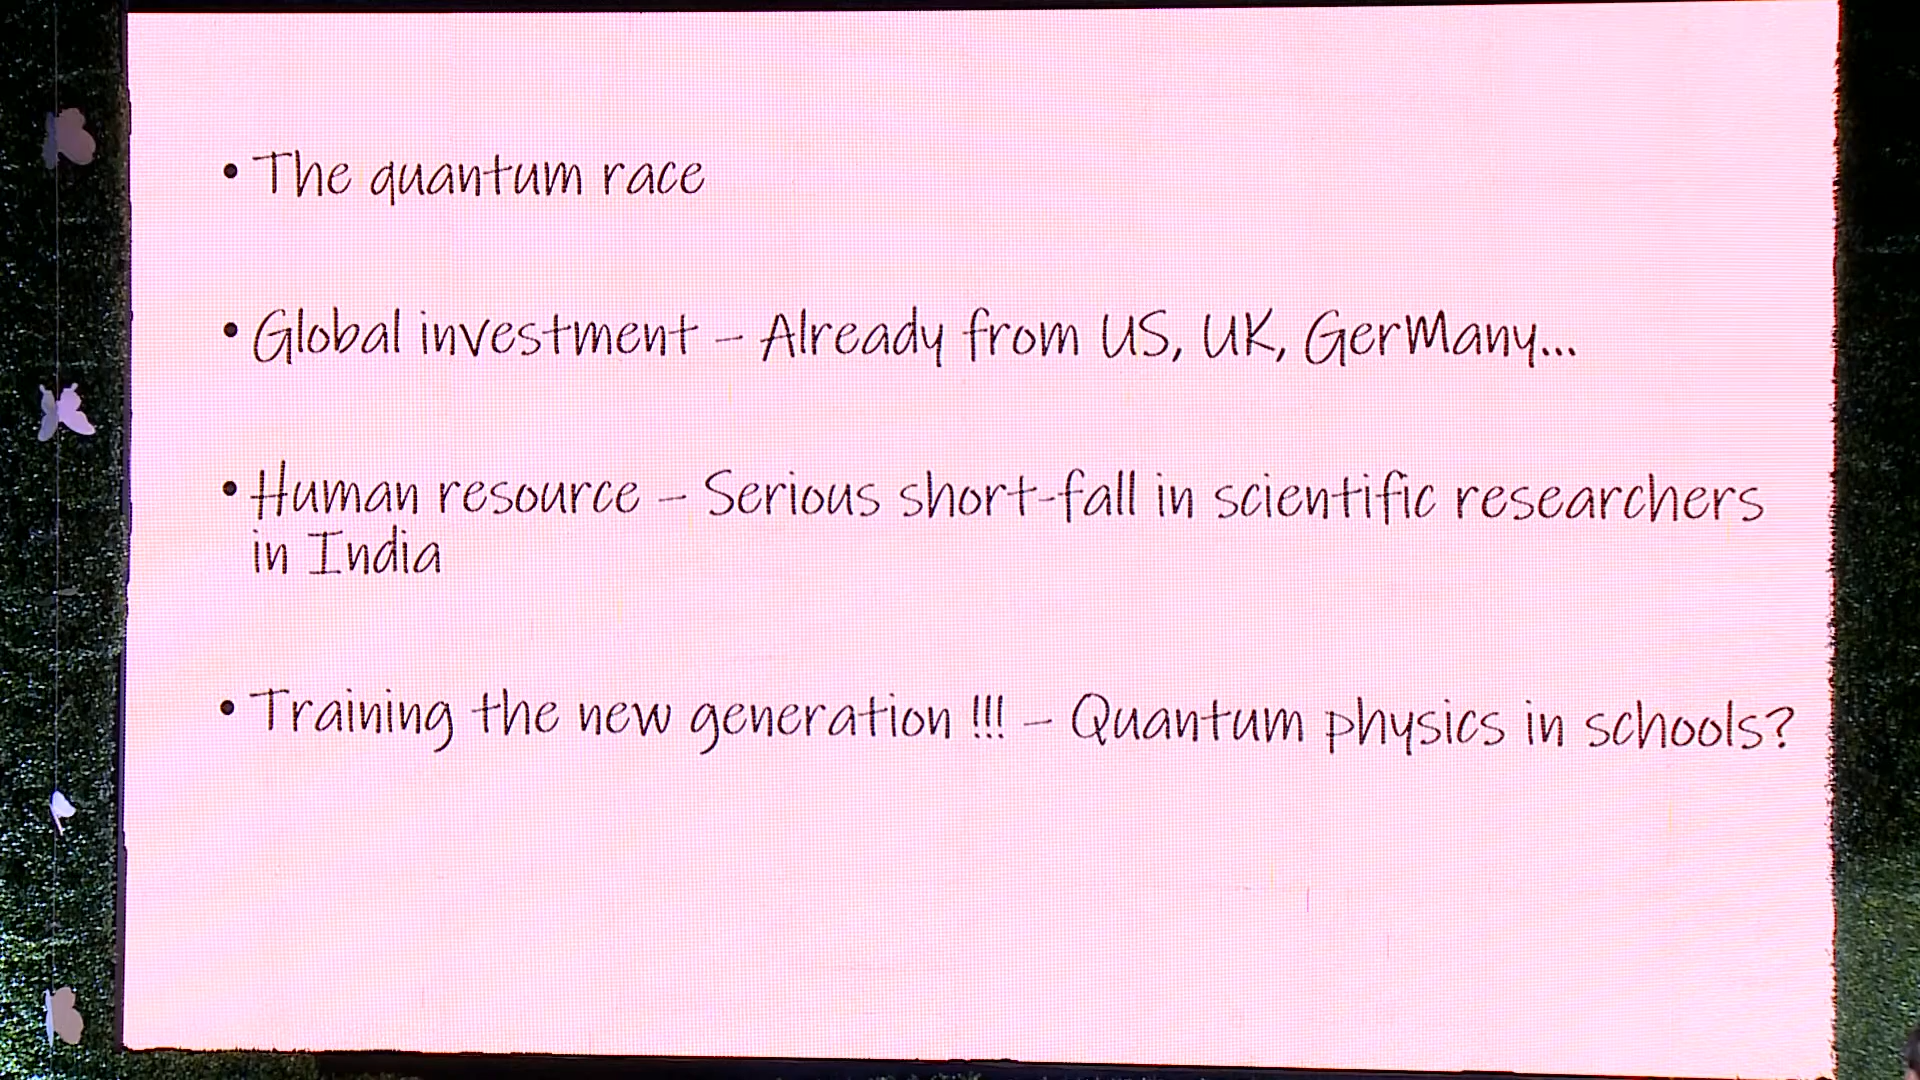 • The quantum race
• Global investment – Already from US, UK, GerMany...
• Human resource – Serious short-fall in scientific researchers
in India
• Training the new generation !!! – Quantum physics in schools?